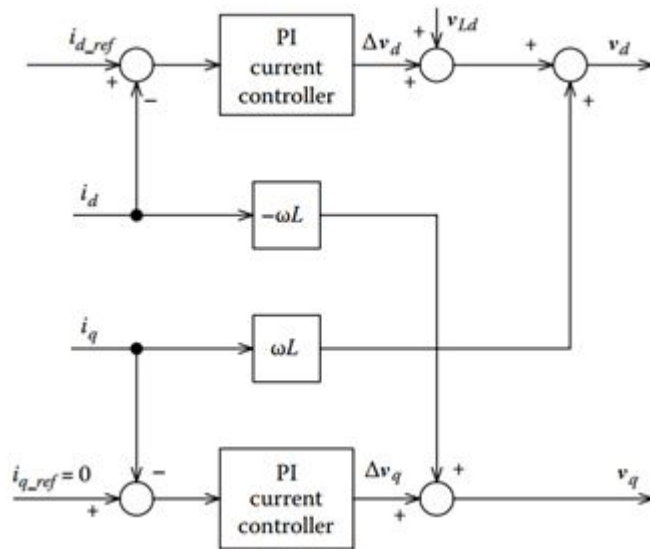 i_d_ref
+
−
PI
current
controller
Δv_d
+
+
v_Ld
+
+
v_d
i_d
−ωL
i_q
ωL
i_q_ref = 0
+
−
PI
current
controller
Δv_q
+
+
v_q